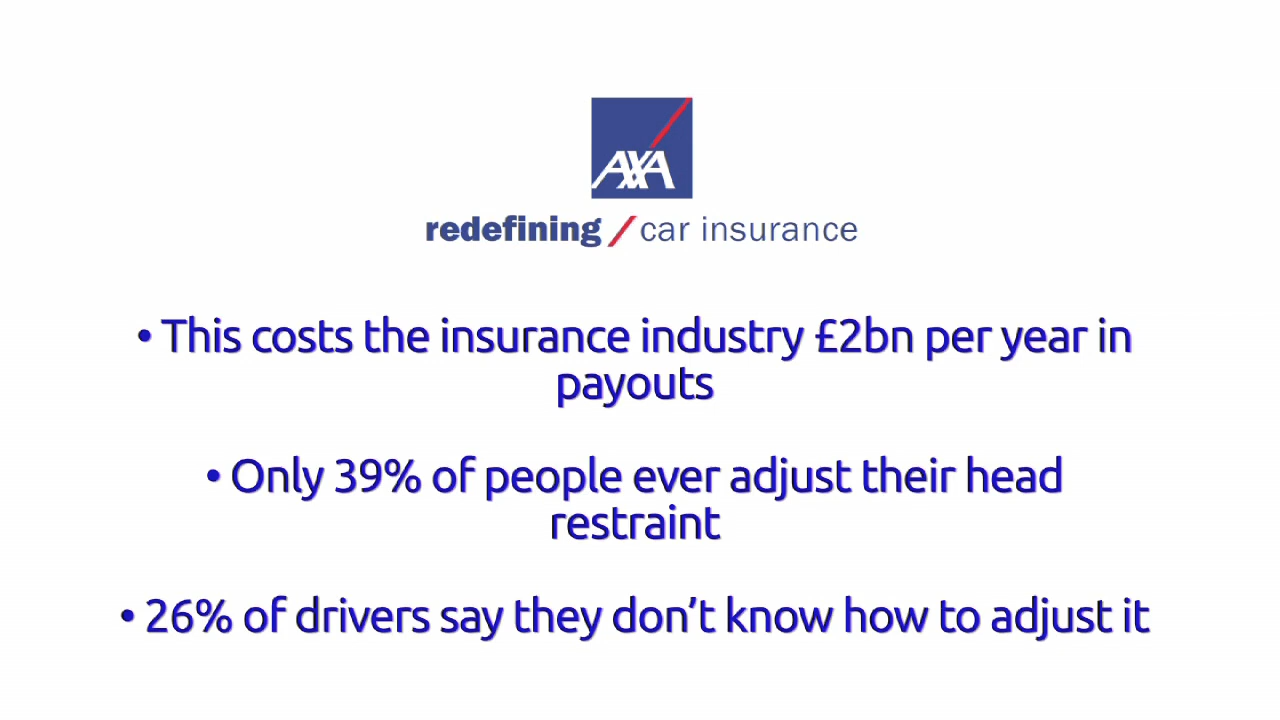 AXA
redefining / car insurance
• This costs the insurance industry £2bn per year in
payouts
• Only 39% of people ever adjust their head
restraint
• 26% of drivers say they don’t know how to adjust it